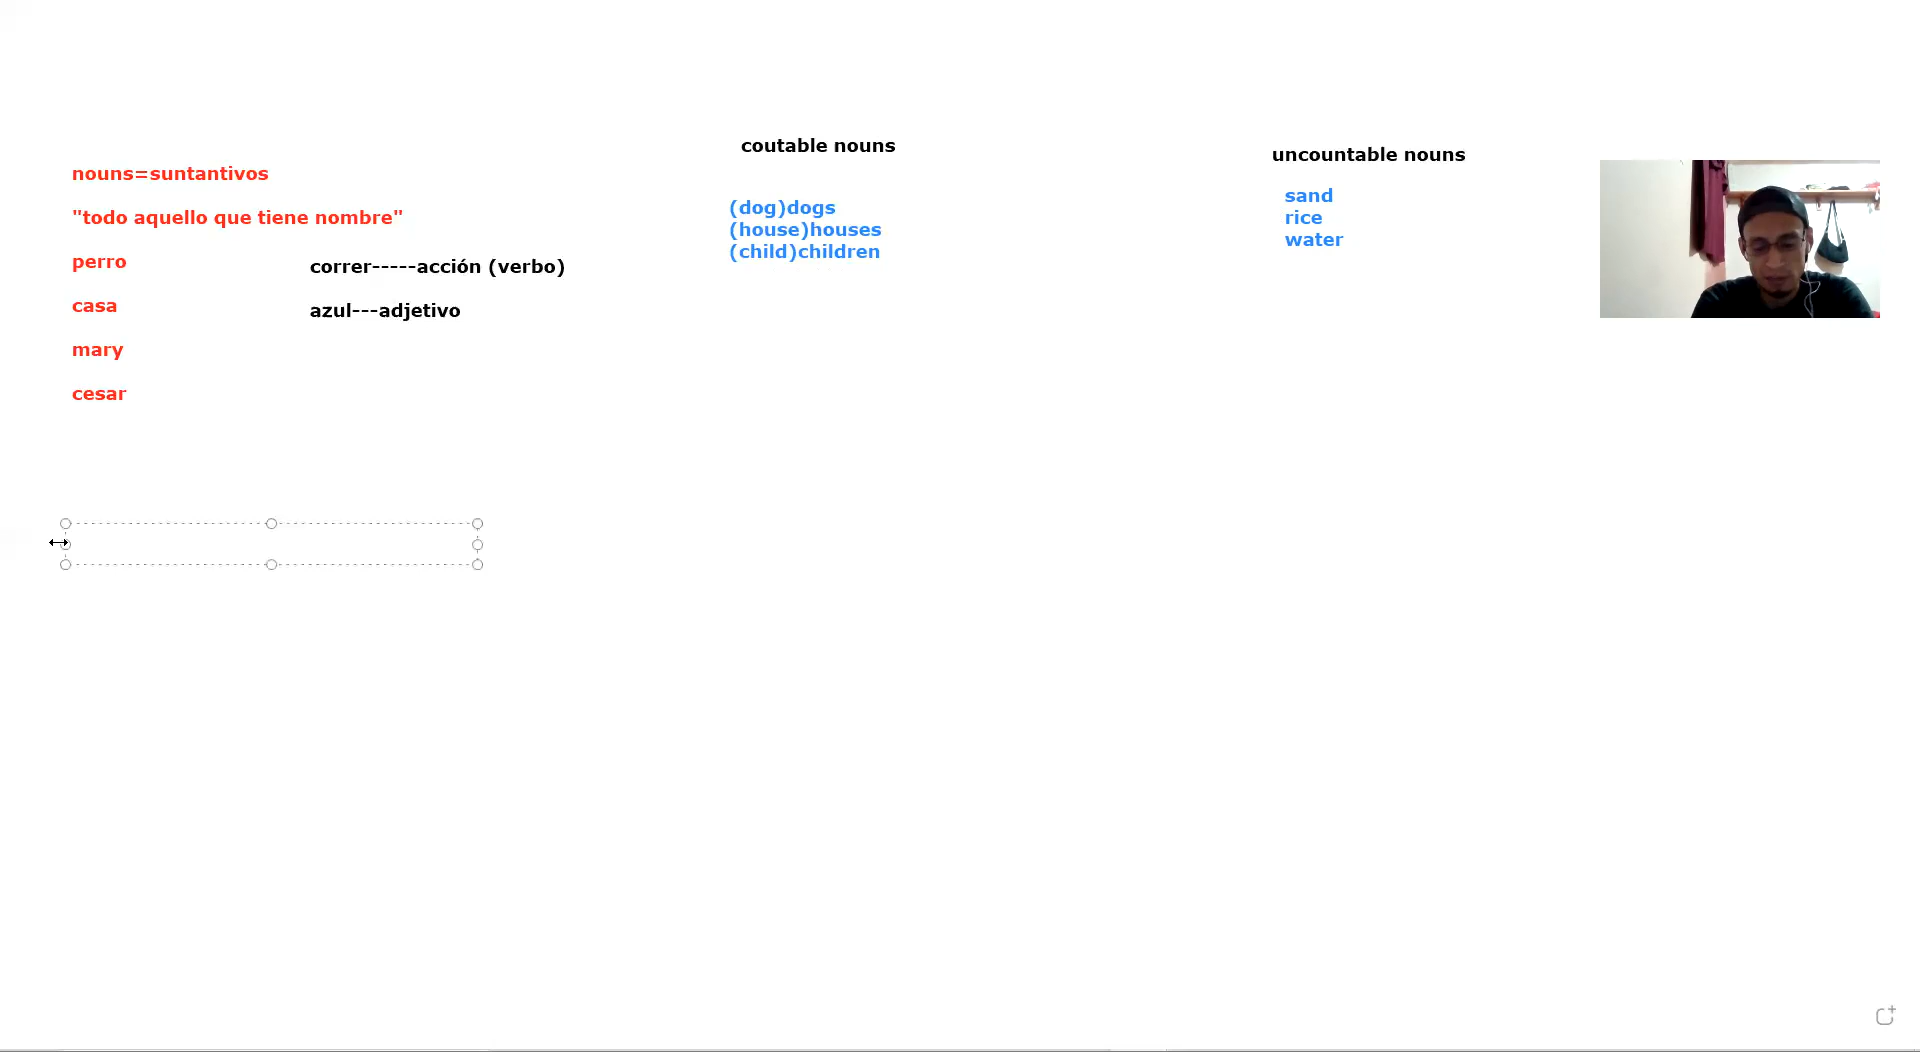 nouns=suntantivos
"todo aquello que tiene nombre"
perro
casa
mary
cesar
correr-----acción (verbo)
azul---adjetivo
coutable nouns
(dog)dogs
(house)houses
(child)children
uncountable nouns
sand
rice
water